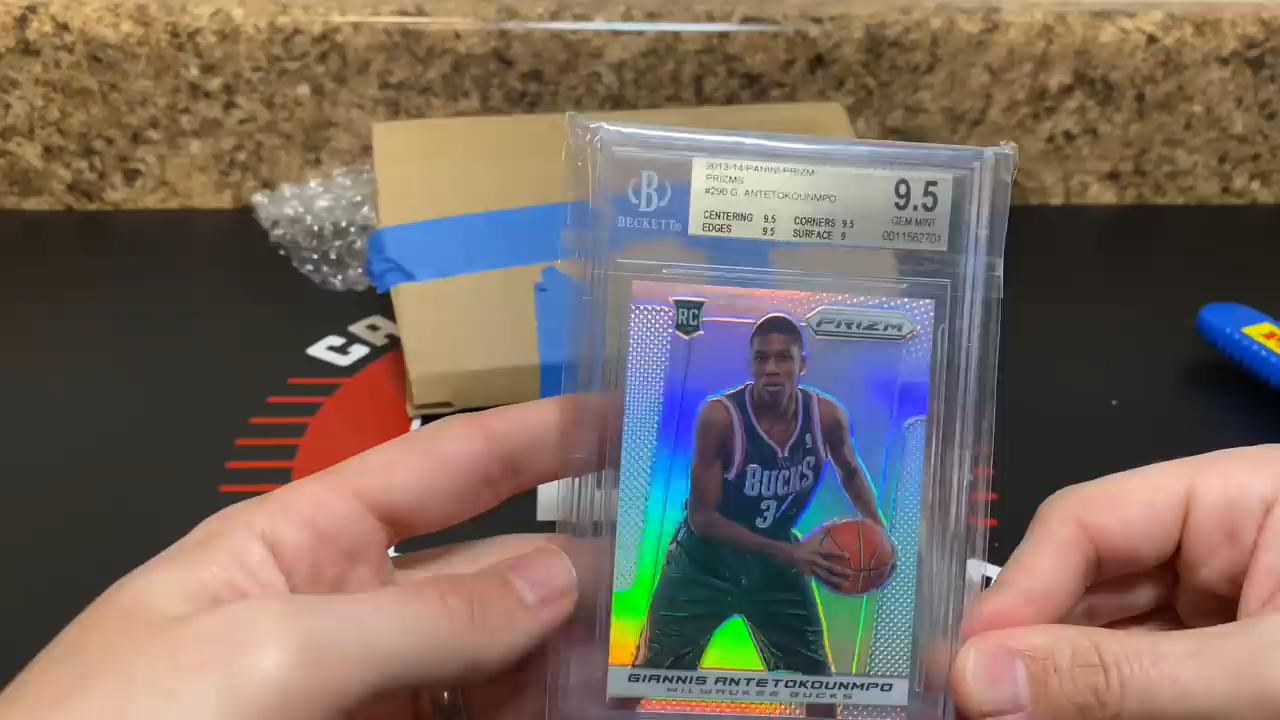 2013-14 PANINI PRIZM-
PRIZMS
#290 G. ANTETOKOUNMPO
CENTERING 9.5 CORNERS 9.5
EDGES 9.5 SURFACE 9
9.5
GEM MINT
0011562701
B
BECKETT
RC
PRIZM
BUCKS
GIANNIS ANTETOKOUNMPO
MILWAUKEE BUCKS
CA